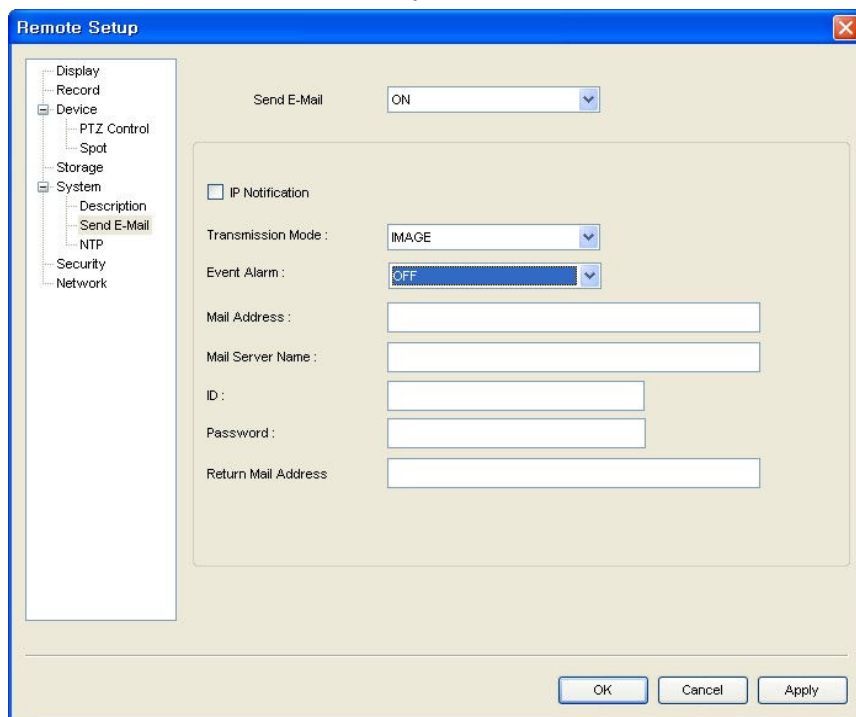 Remote Setup
Display
Record
Device
PTZ Control
Spot
Storage
System
Description
Send E-Mail
NTP
Security
Network
Send E-Mail ON
IP Notification
Transmission Mode : IMAGE
Event Alarm : OFF
Mail Address :
Mail Server Name :
ID :
Password :
Return Mail Address
OK Cancel Apply